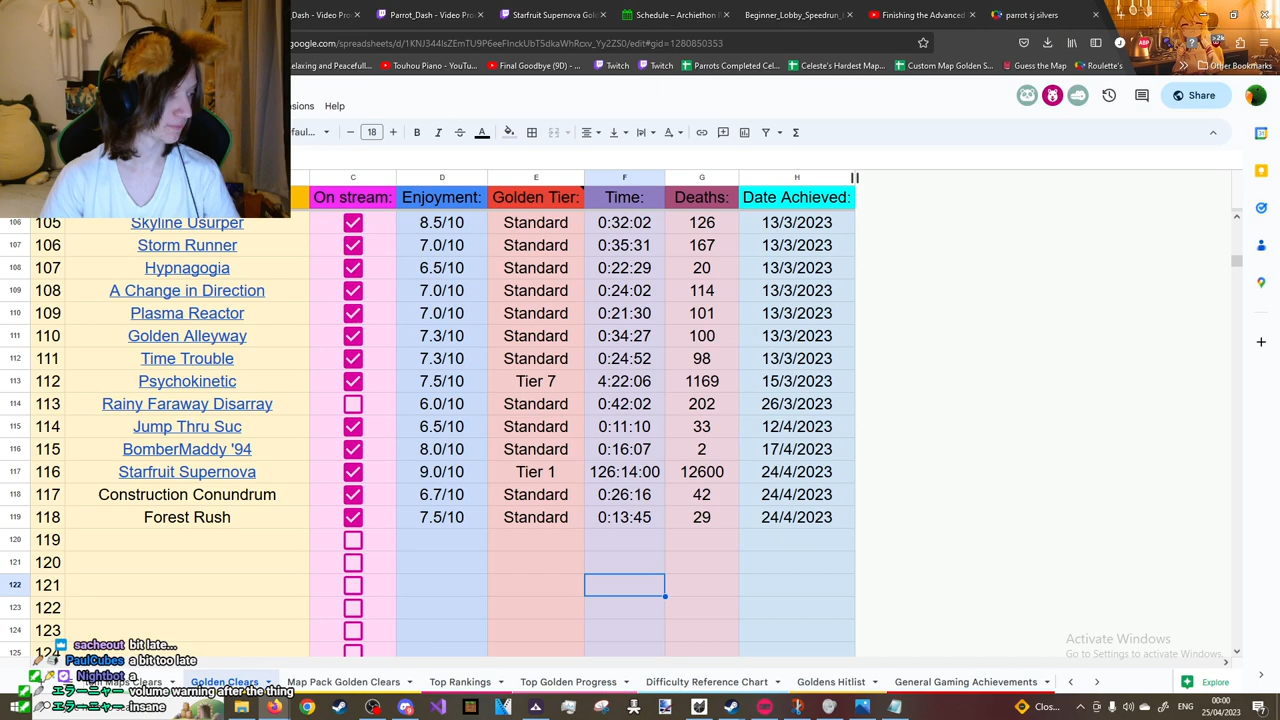 _Dash - Video Pro
Parrot_Dash - Video Pro
Starfruit Supernova Gol
Schedule – Archiethon P
Beginner_Lobby_Speedrun_
Finishing the Advanced
parrot sj silvers
google.com/spreadsheets/d/1KNJ344lsZEmTU9P6eeFInckUbT5dkaWhRcxv_Yy2ZS0/edit#gid=1280850353
elaxing and Peacefull...
Touhou Piano - YouTu...
Final Goodbye (9D) -...
Twitch
Twitch
Parrots Completed Cel...
Celeste's Hardest Map...
Custom Map Golden S...
Guess the Map
Roulette's
Other Bookmarks
nsions Help
Share
18
C D E F G H
On stream: Enjoyment: Golden Tier: Time: Deaths: Date Achieved:
106 105 Skyline Usurper 8.5/10 Standard 0:32:02 126 13/3/2023
107 106 Storm Runner 7.0/10 Standard 0:35:31 167 13/3/2023
108 107 Hypnagogia 6.5/10 Standard 0:22:29 20 13/3/2023
109 108 A Change in Direction 7.0/10 Standard 0:24:02 114 13/3/2023
110 109 Plasma Reactor 7.0/10 Standard 0:21:30 101 13/3/2023
111 110 Golden Alleyway 7.3/10 Standard 0:34:27 100 13/3/2023
112 111 Time Trouble 7.3/10 Standard 0:24:52 98 13/3/2023
113 112 Psychokinetic 7.5/10 Tier 7 4:22:06 1169 15/3/2023
114 113 Rainy Faraway Disarray 6.0/10 Standard 0:42:02 202 26/3/2023
115 114 Jump Thru Suc 6.5/10 Standard 0:11:10 33 12/4/2023
116 115 BomberMaddy '94 8.0/10 Standard 0:16:07 2 17/4/2023
117 116 Starfruit Supernova 9.0/10 Tier 1 126:14:00 12600 24/4/2023
118 117 Construction Conundrum 6.7/10 Standard 0:26:16 42 24/4/2023
119 118 Forest Rush 7.5/10 Standard 0:13:45 29 24/4/2023
120 119
121 120
122 121
123 122
124 123
125 124
Activate Windows
Go to Settings to activate Windows.
sacheout bit late...
PaulCubes a bit too late
Nightbot a
エラーニャー volume warning after the thing
エラーニャー insane
Maps Clears
Golden Clears
Map Pack Golden Clears
Top Rankings
Top Golden Progress
Difficulty Reference Chart
Goldens Hitlist
General Gaming Achievements
Explore
Close...
00:00
25/04/2023